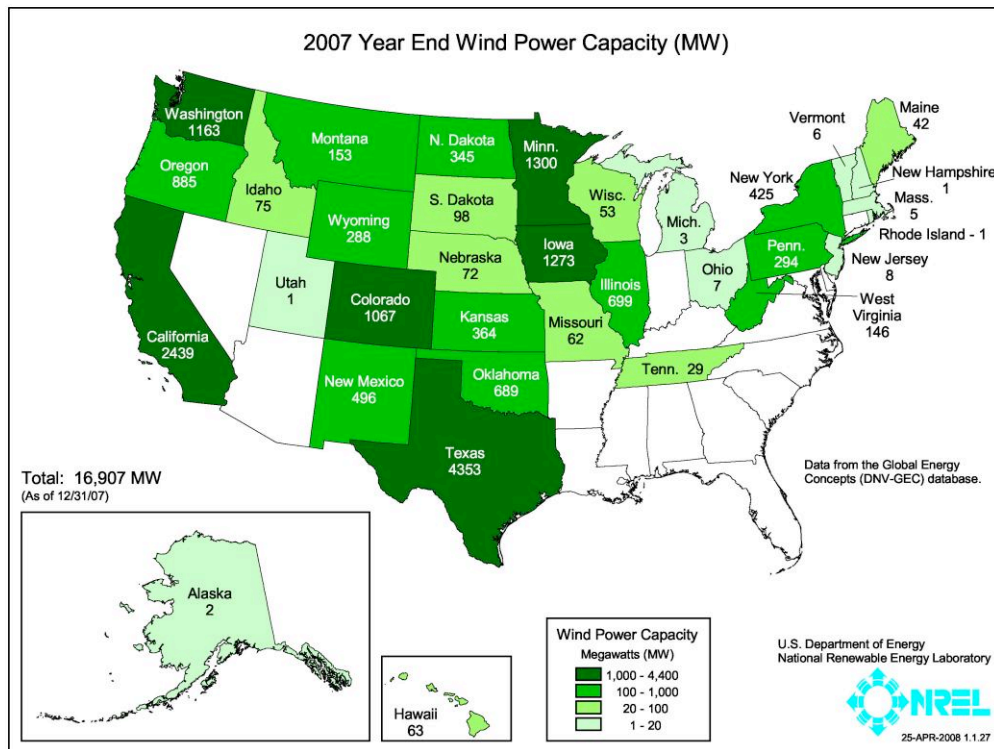 2007 Year End Wind Power Capacity (MW)
Washington
1163
Oregon
885
California
2439
Idaho
75
Montana
153
Wyoming
288
Utah
1
Colorado
1067
New Mexico
496
N. Dakota
345
S. Dakota
98
Nebraska
72
Kansas
364
Oklahoma
689
Texas
4353
Minn.
1300
Iowa
1273
Missouri
62
Wisc.
53
Illinois
699
Mich.
3
Ohio
7
Tenn. 29
Penn.
294
New York
425
Vermont
6
Maine
42
New Hampshire
1
Mass.
5
Rhode Island - 1
New Jersey
8
West
Virginia
146
Total: 16,907 MW
(As of 12/31/07)
Data from the Global Energy
Concepts (DNV-GEC) database.
Alaska
2
Hawaii
63
Wind Power Capacity
Megawatts (MW)
1,000 - 4,400
100 - 1,000
20 - 100
1 - 20
U.S. Department of Energy
National Renewable Energy Laboratory
NREL
25-APR-2008 1.1.27